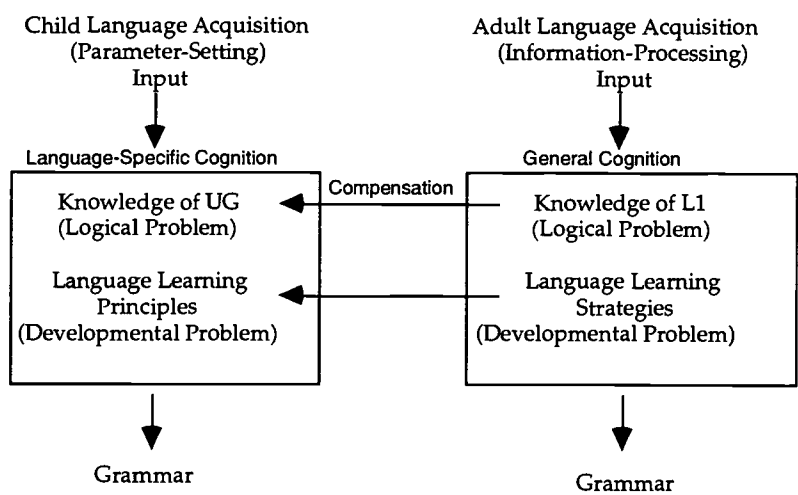 Child Language Acquisition
(Parameter-Setting)
Input
Language-Specific Cognition
Knowledge of UG
(Logical Problem)
Language Learning
Principles
(Developmental Problem)
Grammar
Compensation
Adult Language Acquisition
(Information-Processing)
Input
General Cognition
Knowledge of L1
(Logical Problem)
Language Learning
Strategies
(Developmental Problem)
Grammar